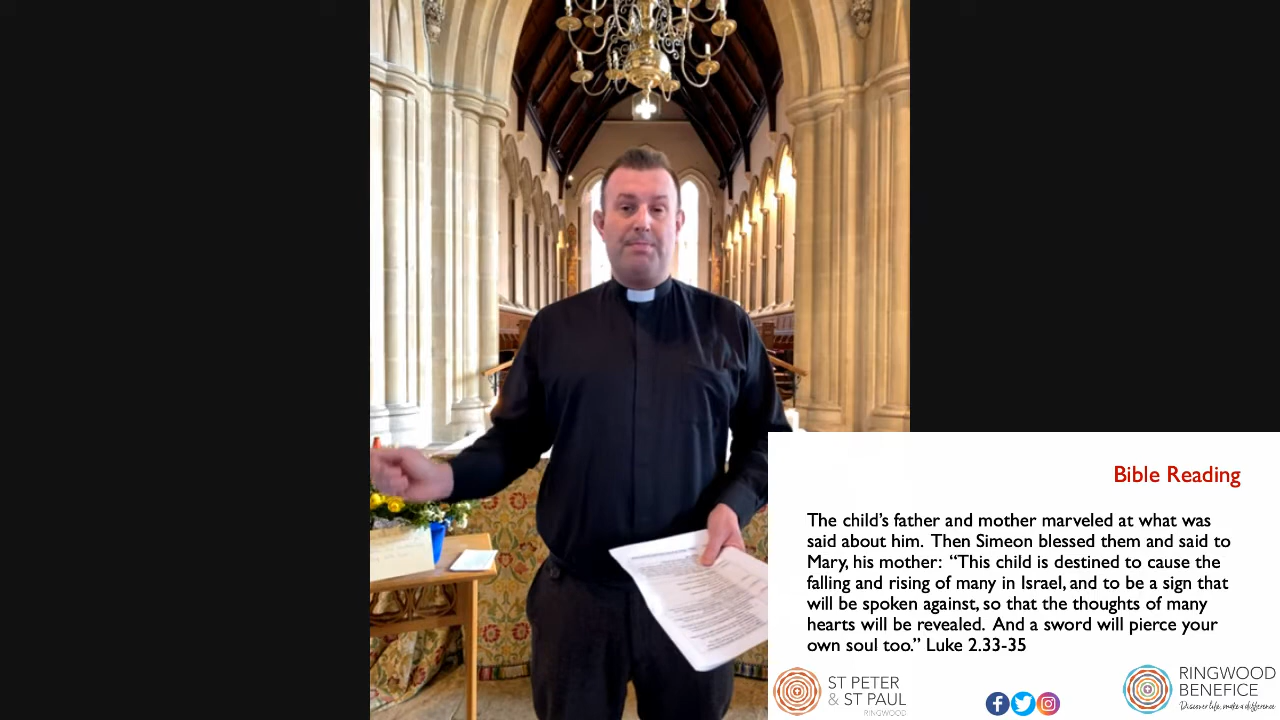 Bible Reading
The child's father and mother marveled at what was
said about him. Then Simeon blessed them and said to
Mary, his mother: “This child is destined to cause the
falling and rising of many in Israel, and to be a sign that
will be spoken against, so that the thoughts of many
hearts will be revealed. And a sword will pierce your
own soul too.” Luke 2.33-35
ST PETER
& ST PAUL
RINGWOOD
RINGWOOD
BENEFICE
Discover life, make a difference